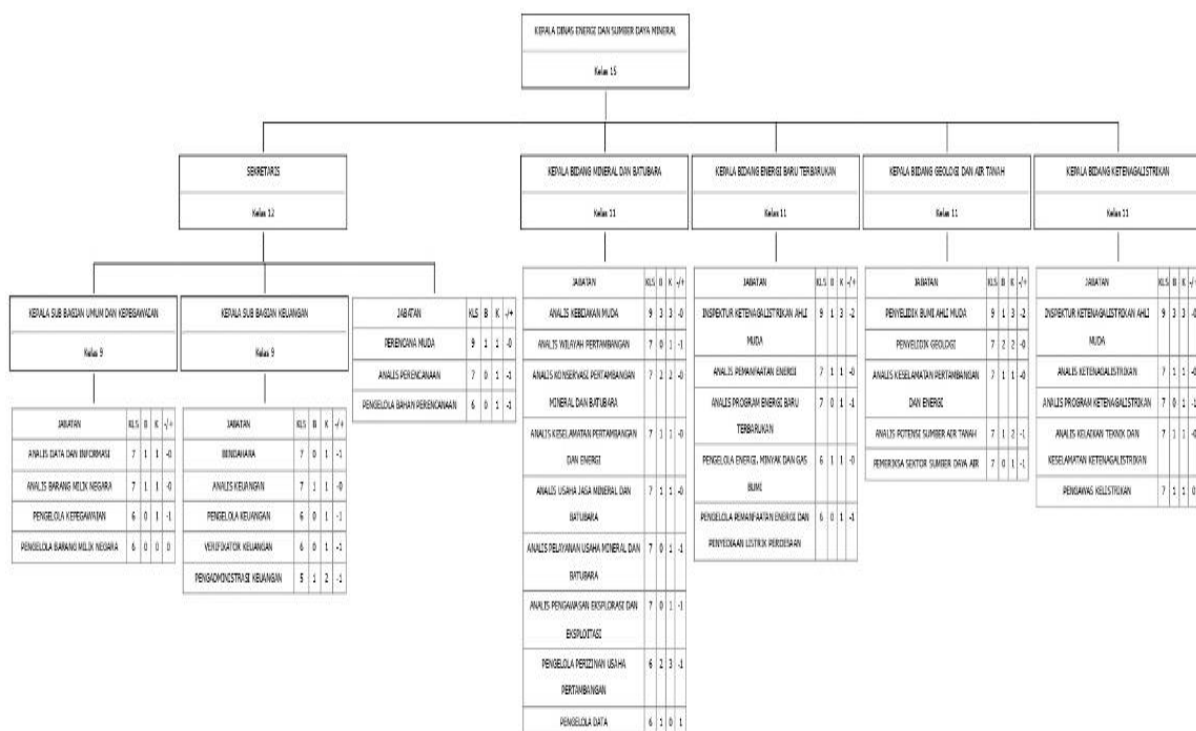 KEPALA DINAS ENERGI DAN SUMBER DAYA MINERAL
Kelas 15
SEKRETARIS
Kelas 12
KEPALA BIDANG MINERAL DAN BATUBARA
Kelas 11
KEPALA BIDANG ENERGI BARU TERBARUKAN
Kelas 11
KEPALA BIDANG GEOLOGI DAN AIR TANAH
Kelas 11
KEPALA BIDANG KETENAGALISTRIKAN
Kelas 11
KEPALA SUB BAGIAN UMUM DAN KEPEGAWAIAN
Kelas 9
KEPALA SUB BAGIAN KEUANGAN
Kelas 9
JABATAN KLS B K -/+
PERENCANA MUDA 9 1 1 -0
ANALIS PERENCANAAN 7 0 1 -1
PENGELOLA BAHAN PERENCANAAN 6 0 1 -1
JABATAN KLS B K -/+
ANALIS DATA DAN INFORMASI 7 1 1 -0
ANALIS BARANG MILIK NEGARA 7 1 1 -0
PENGELOLA KEPEGAWAIAN 6 0 1 -1
PENGELOLA BARANG MILIK NEGARA 6 0 0 0
JABATAN KLS B K -/+
BENDAHARA 7 0 1 -1
ANALIS KEUANGAN 7 1 1 -0
PENGELOLA KEUANGAN 6 0 1 -1
VERIFIKATOR KEUANGAN 6 0 1 -1
PENGADMINISTRASI KEUANGAN 5 1 2 -1
JABATAN KLS B K -/+
ANALIS KEBIJAKAN MUDA 9 3 3 -0
ANALIS WILAYAH PERTAMBANGAN 7 0 1 -1
ANALIS KONSERVASI PERTAMBANGAN 7 2 2 -0
MINERAL DAN BATUBARA
ANALIS KESELAMATAN PERTAMBANGAN 7 1 1 -0
DAN ENERGI
ANALIS USAHA JASA MINERAL DAN 7 1 1 -0
BATUBARA
ANALIS PELAYANAN USAHA MINERAL DAN 7 0 1 -1
BATUBARA
ANALIS PENGAWASAN EKSPLORASI DAN 7 0 1 -1
EKSPLOITASI
PENGELOLA PERIZINAN USAHA 6 2 3 -1
PERTAMBANGAN
PENGELOLA DATA 6 1 0 1
JABATAN KLS B K -/+
INSPEKTUR KETENAGALISTRIKAN AHLI 9 1 3 -2
MUDA
ANALIS PEMANFAATAN ENERGI 7 1 1 -0
ANALIS PROGRAM ENERGI BARU 7 0 1 -1
TERBARUKAN
PENGELOLA ENERGI, MINYAK DAN GAS 6 1 1 -0
BUMI
PENGELOLA PEMANFAATAN ENERGI DAN 6 0 1 -1
PENYEDIAAN LISTRIK PERDESAAN
JABATAN KLS B K -/+
PENYELIDIK BUMI AHLI MUDA 9 1 3 -2
PENYELIDIK GEOLOGI 7 2 2 -0
ANALIS KESELAMATAN PERTAMBANGAN 7 1 1 -0
DAN ENERGI
ANALIS POTENSI SUMBER AIR TANAH 7 1 2 -1
PEMERIKSA SEKTOR SUMBER DAYA AIR 7 0 1 -1
JABATAN KLS B K -/+
INSPEKTUR KETENAGALISTRIKAN AHLI 9 3 3 -0
MUDA
ANALIS KETENAGALISTRIKAN 7 1 1 -0
ANALIS PROGRAM KETENAGALISTRIKAN 7 0 1 -1
ANALIS KELAIKAN TEKNIK DAN 7 1 1 -0
KESELAMATAN KETENAGALISTRIKAN
PENGAWAS KELISTRIKAN 7 1 1 0